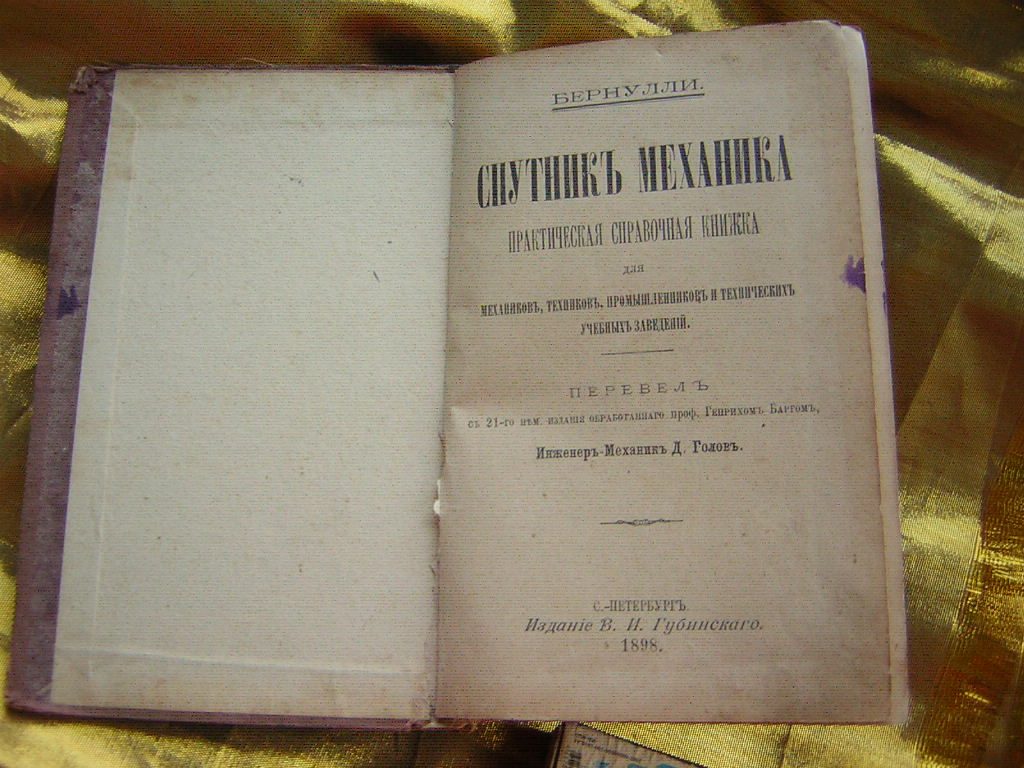 БЕРНУЛЛИ.
СПУТНИКЪ МЕХАНИКА
ПРАКТИЧЕСКАЯ СПРАВОЧНАЯ КНИЖКА
ДЛЯ
МЕХАНИКОВЪ, ТЕХНИКОВЪ, ПРОМЫШЛЕННИКОВЪ И ТЕХНИЧЕСКИХЪ
УЧЕБНЫХЪ ЗАВЕДЕНІЙ.
ПЕРЕВЕЛЪ
съ 21-го нѣм. изданія обработаннаго проф. Генрихомъ Баргомъ,
Инженеръ-Механикъ Д. Головъ.
С.-ПЕТЕРБУРГЪ.
Изданіе В. И. Губинскаго.
1898.